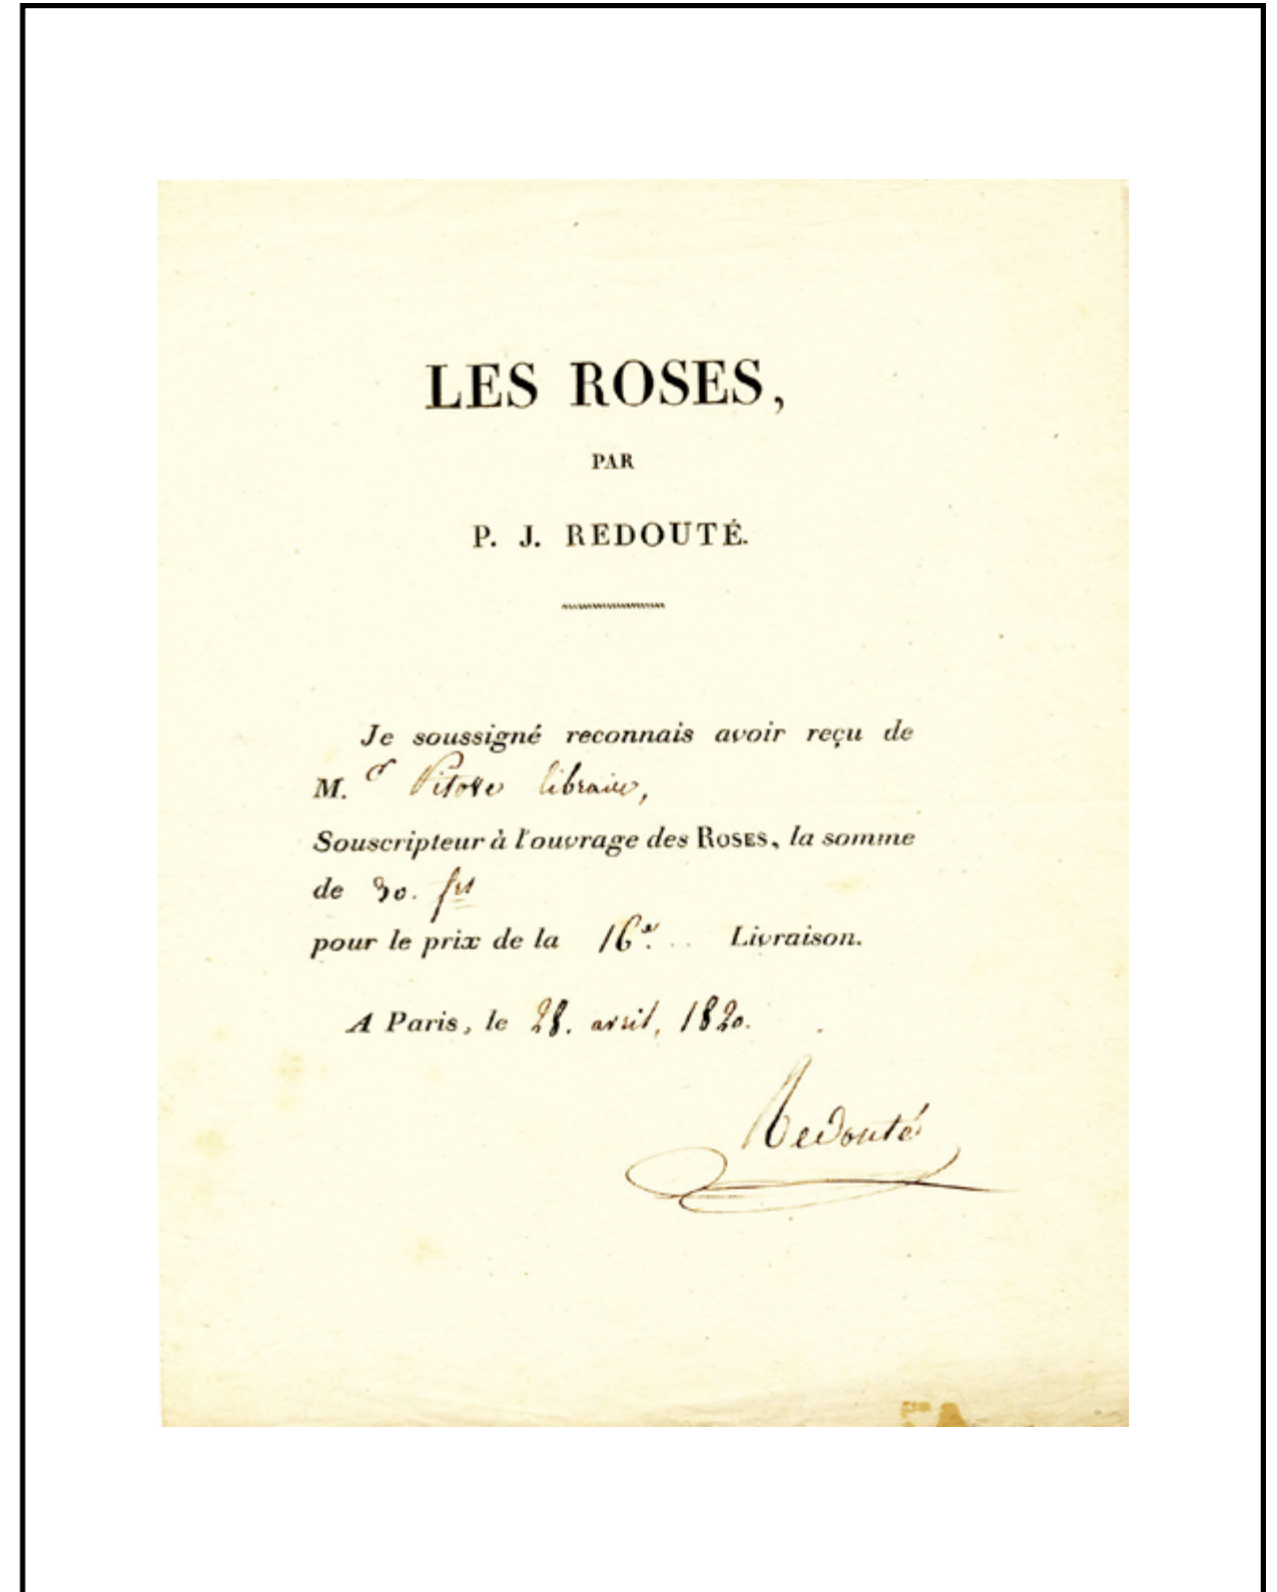 LES ROSES,
PAR
P. J. REDOUTÉ.
Je soussigné reconnais avoir reçu de
M. r libraire,
Souscripteur à l'ouvrage des ROSES, la somme
de 30. frs
pour le prix de la 16e. Livraison.
A Paris, le 28. avril, 1820.
Redouté